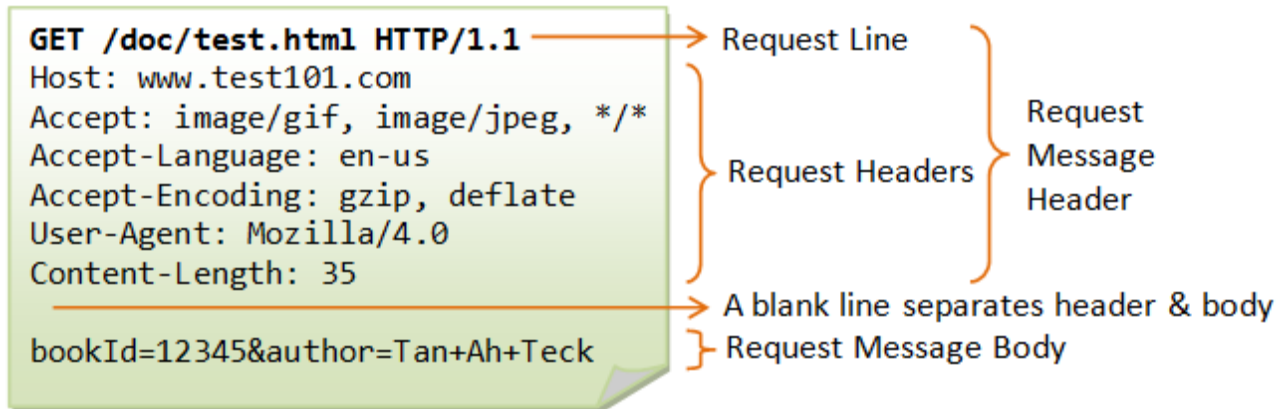 GET /doc/test.html HTTP/1.1
Host: www.test101.com
Accept: image/gif, image/jpeg, */*
Accept-Language: en-us
Accept-Encoding: gzip, deflate
User-Agent: Mozilla/4.0
Content-Length: 35
bookId=12345&author=Tan+Ah+Teck
Request Line
Request Headers
Request
Message
Header
A blank line separates header & body
Request Message Body